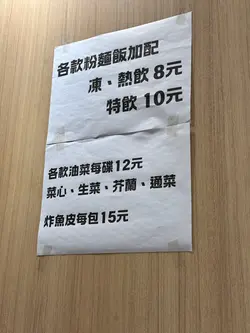 各款粉麵飯加配
凍、熱飲 8元
特飲 10元
各款油菜每碟12元
菜心、生菜、芥蘭、通菜
炸魚皮每包15元